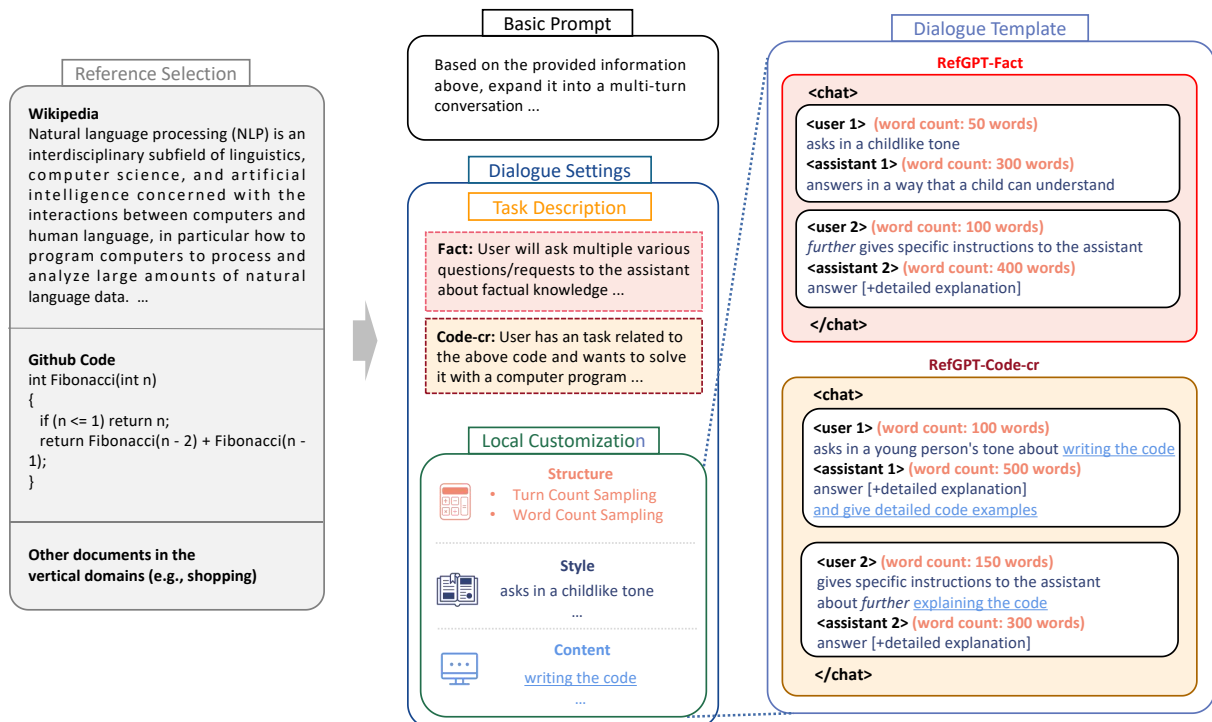 Reference Selection
Wikipedia
Natural language processing (NLP) is an
interdisciplinary subfield of linguistics,
computer science, and artificial
intelligence concerned with the
interactions between computers and
human language, in particular how to
program computers to process and
analyze large amounts of natural
language data. ...
Github Code
int Fibonacci(int n)
{
if (n <= 1) return n;
return Fibonacci(n - 2) + Fibonacci(n -
1);
}
Other documents in the
vertical domains (e.g., shopping)
Basic Prompt
Based on the provided information
above, expand it into a multi-turn
conversation ...
Dialogue Settings
Task Description
Fact: User will ask multiple various
questions/requests to the assistant
about factual knowledge ...
Code-cr: User has an task related to
the above code and wants to solve
it with a computer program ...
Local Customization
Structure
• Turn Count Sampling
• Word Count Sampling
Style
asks in a childlike tone
...
Content
writing the code
...
Dialogue Template
RefGPT-Fact
<chat>
<user 1> (word count: 50 words)
asks in a childlike tone
<assistant 1> (word count: 300 words)
answers in a way that a child can understand
<user 2> (word count: 100 words)
further gives specific instructions to the assistant
<assistant 2> (word count: 400 words)
answer [+detailed explanation]
</chat>
RefGPT-Code-cr
<chat>
<user 1> (word count: 100 words)
asks in a young person's tone about writing the code
<assistant 1> (word count: 500 words)
answer [+detailed explanation]
and give detailed code examples
<user 2> (word count: 150 words)
gives specific instructions to the assistant
about further explaining the code
<assistant 2> (word count: 300 words)
answer [+detailed explanation]
</chat>